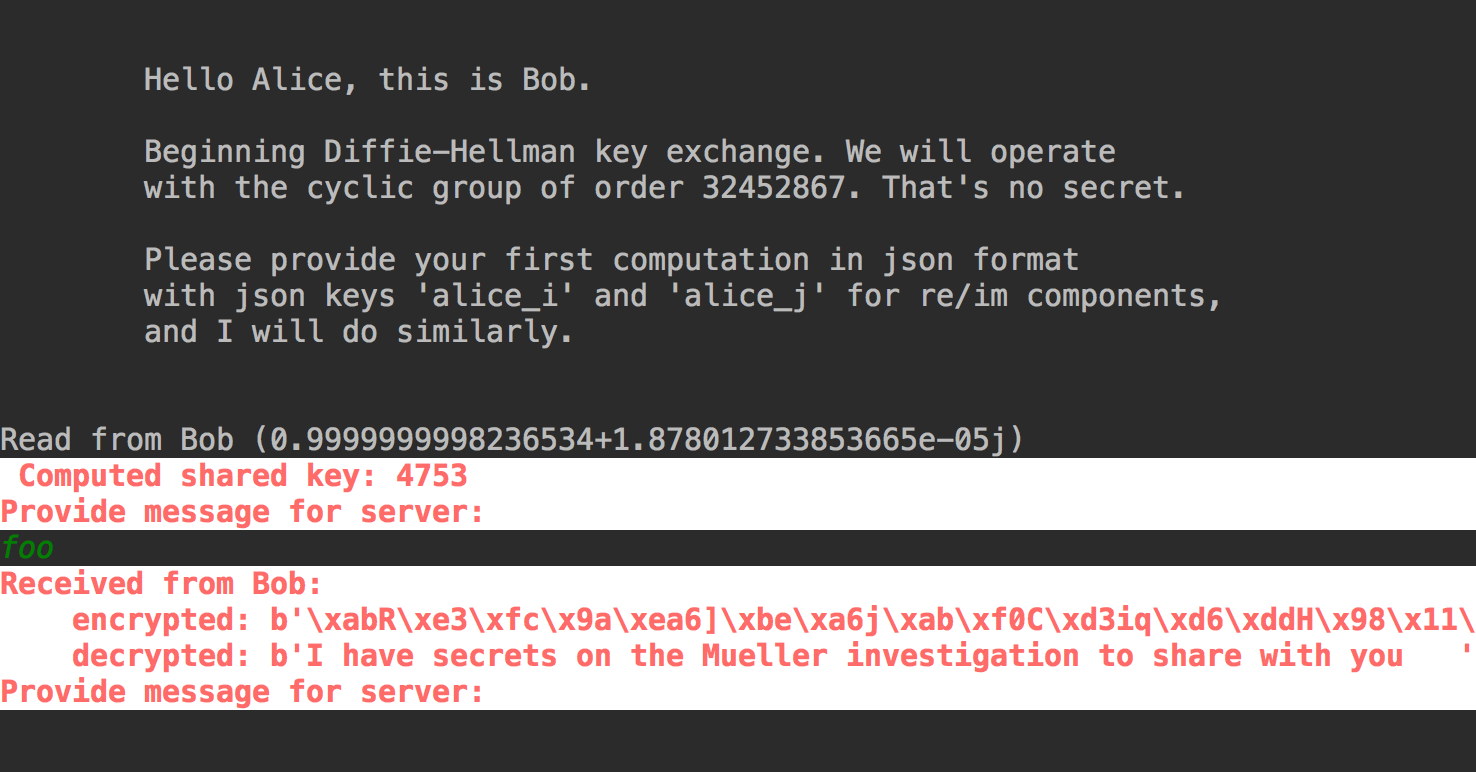 Hello Alice, this is Bob.
Beginning Diffie-Hellman key exchange. We will operate
with the cyclic group of order 32452867. That's no secret.
Please provide your first computation in json format
with json keys 'alice_i' and 'alice_j' for re/im components,
and I will do similarly.
Read from Bob (0.9999999998236534+1.878012733853665e-05j)
Computed shared key: 4753
Provide message for server:
foo
Received from Bob:
encrypted: b'\xabR\xe3\xfc\x9a\xea6]\xbe\xa6j\xab\xf0C\xd3iq\xd6\xddH\x98\x11\
decrypted: b'I have secrets on the Mueller investigation to share with you   '
Provide message for server: